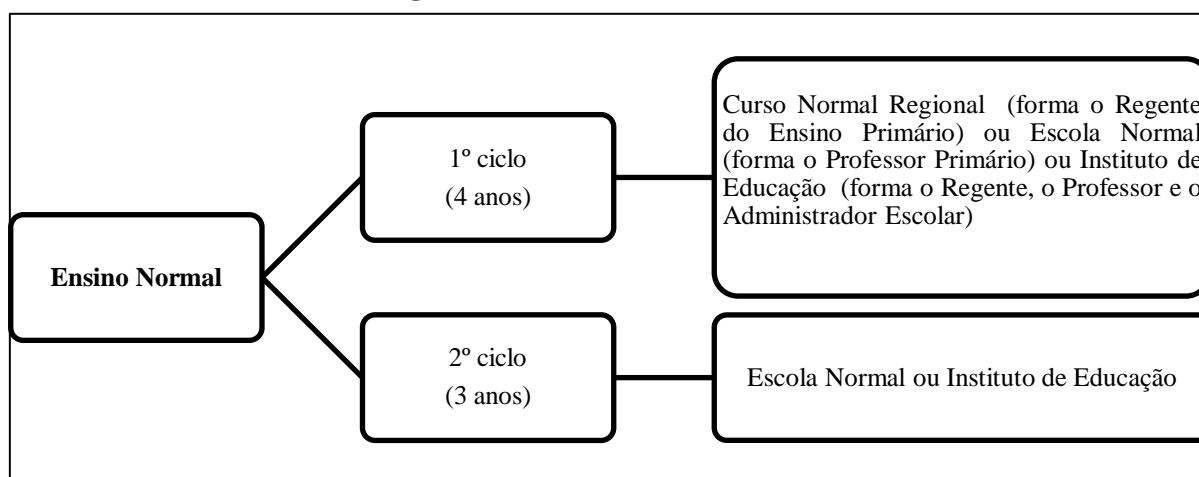 Curso Normal Regional (forma o Regente
do Ensino Primário) ou Escola Normal
(forma o Professor Primário) ou Instituto de
Educação (forma o Regente, o Professor e o
Administrador Escolar)
1º ciclo
(4 anos)
Ensino Normal
2º ciclo
(3 anos)
Escola Normal ou Instituto de Educação